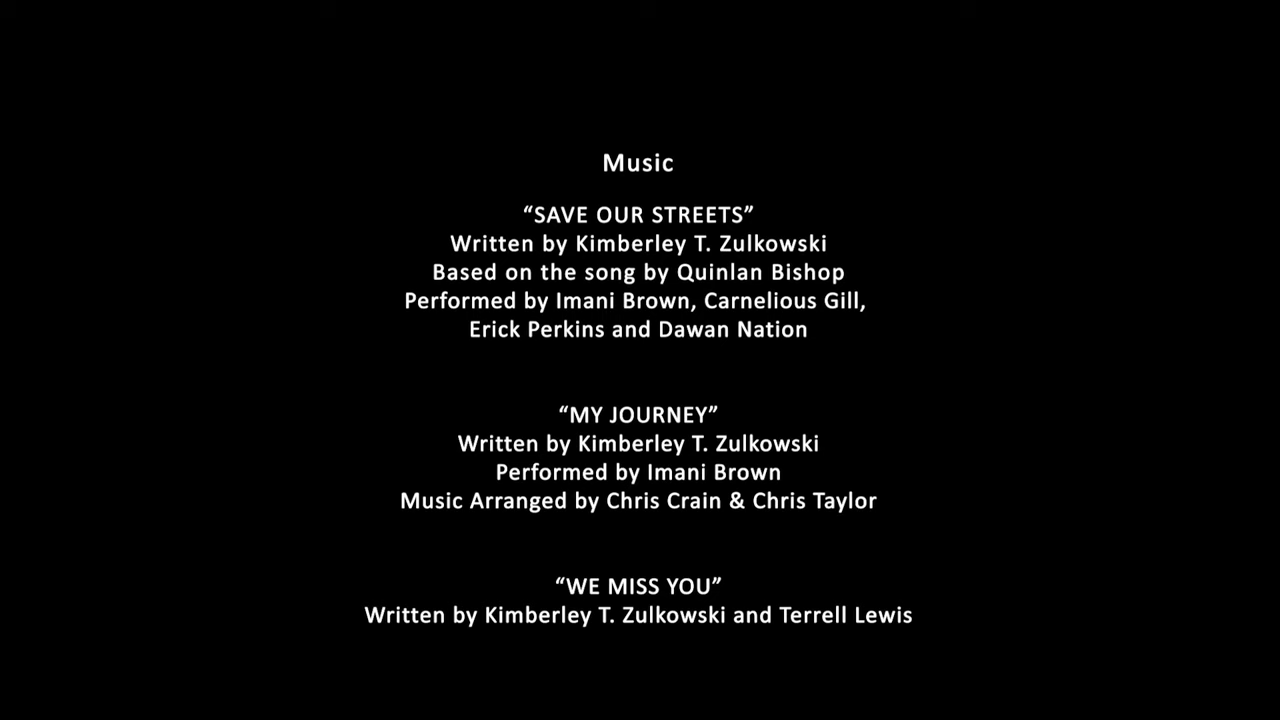 Music
“SAVE OUR STREETS”
Written by Kimberley T. Zulkowski
Based on the song by Quinlan Bishop
Performed by Imani Brown, Carnelious Gill,
Erick Perkins and Dawan Nation
“MY JOURNEY”
Written by Kimberley T. Zulkowski
Performed by Imani Brown
Music Arranged by Chris Crain & Chris Taylor
“WE MISS YOU”
Written by Kimberley T. Zulkowski and Terrell Lewis